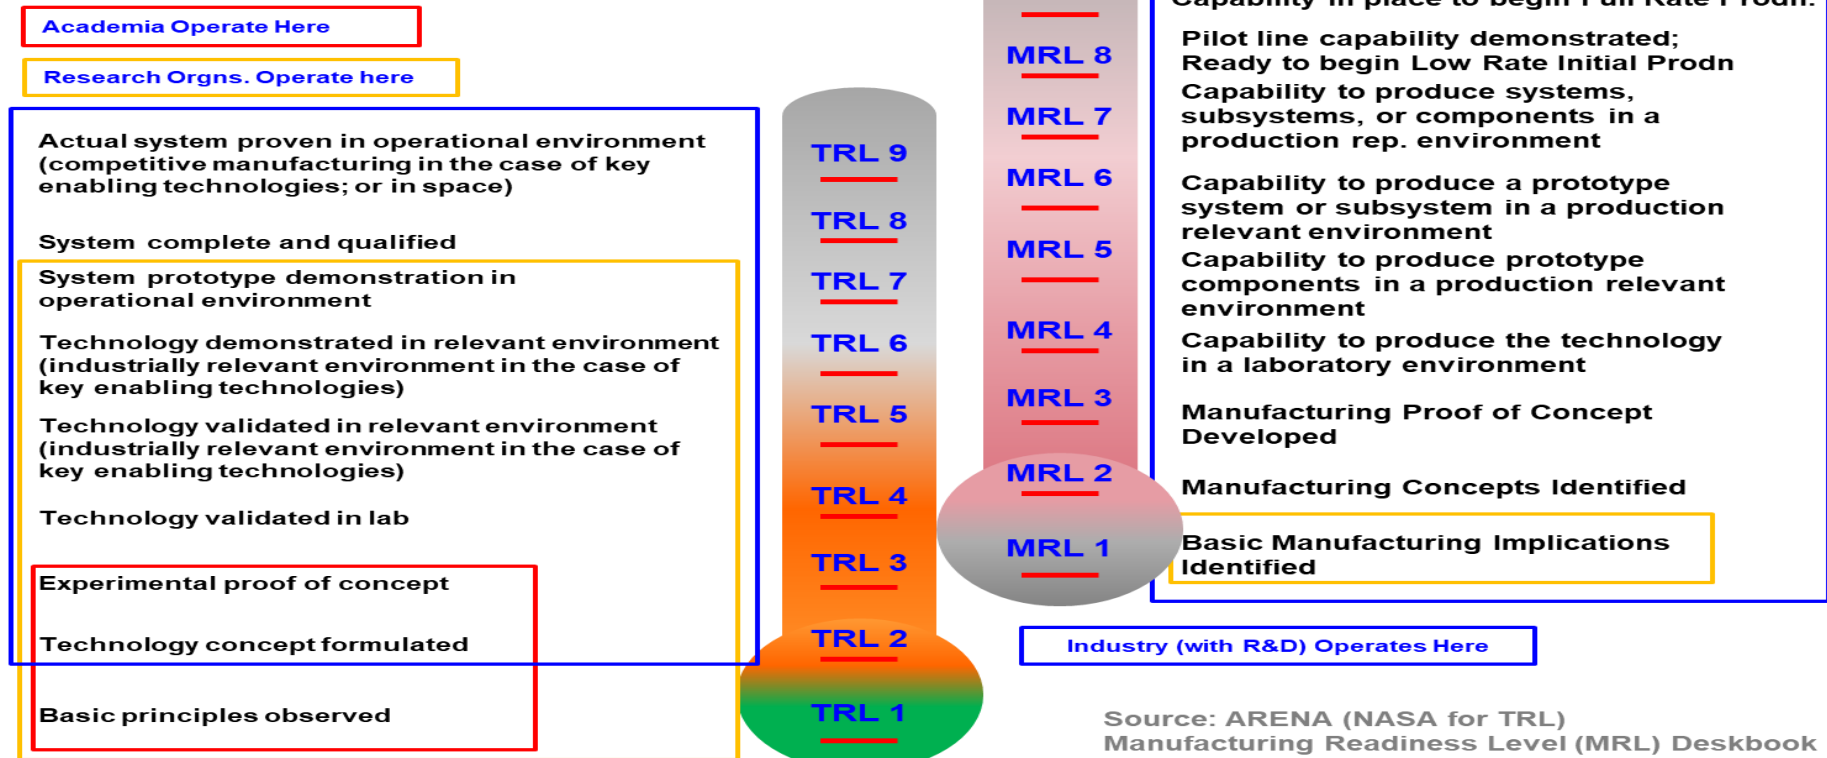 Academia Operate Here
Research Orgns. Operate here
Actual system proven in operational environment
(competitive manufacturing in the case of key
enabling technologies; or in space)
System complete and qualified
System prototype demonstration in
operational environment
Technology demonstrated in relevant environment
(industrially relevant environment in the case of
key enabling technologies)
Technology validated in relevant environment
(industrially relevant environment in the case of
key enabling technologies)
Technology validated in lab
Experimental proof of concept
Technology concept formulated
Basic principles observed
TRL 9
TRL 8
TRL 7
TRL 6
TRL 5
TRL 4
TRL 3
TRL 2
TRL 1
MRL 8
MRL 7
MRL 6
MRL 5
MRL 4
MRL 3
MRL 2
MRL 1
Capability in place to begin Full Rate Prodn.
Pilot line capability demonstrated;
Ready to begin Low Rate Initial Prodn
Capability to produce systems,
subsystems, or components in a
production rep. environment
Capability to produce a prototype
system or subsystem in a production
relevant environment
Capability to produce prototype
components in a production relevant
environment
Capability to produce the technology
in a laboratory environment
Manufacturing Proof of Concept
Developed
Manufacturing Concepts Identified
Basic Manufacturing Implications
Identified
Industry (with R&D) Operates Here
Source: ARENA (NASA for TRL)
Manufacturing Readiness Level (MRL) Deskbook